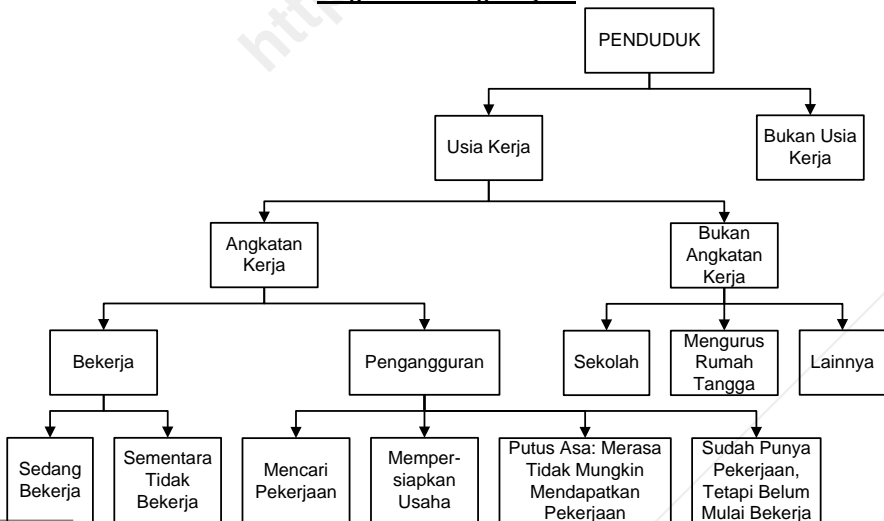 PENDUDUK
Usia Kerja
Bukan Usia
Kerja
Angkatan
Kerja
Bukan
Angkatan
Kerja
Bekerja
Pengangguran
Sekolah
Mengurus
Rumah
Tangga
Lainnya
Sedang
Bekerja
Sementara
Tidak
Bekerja
Mencari
Pekerjaan
Memper-
siapkan
Usaha
Putus Asa: Merasa
Tidak Mungkin
Mendapatkan
Pekerjaan
Sudah Punya
Pekerjaan,
Tetapi Belum
Mulai Bekerja